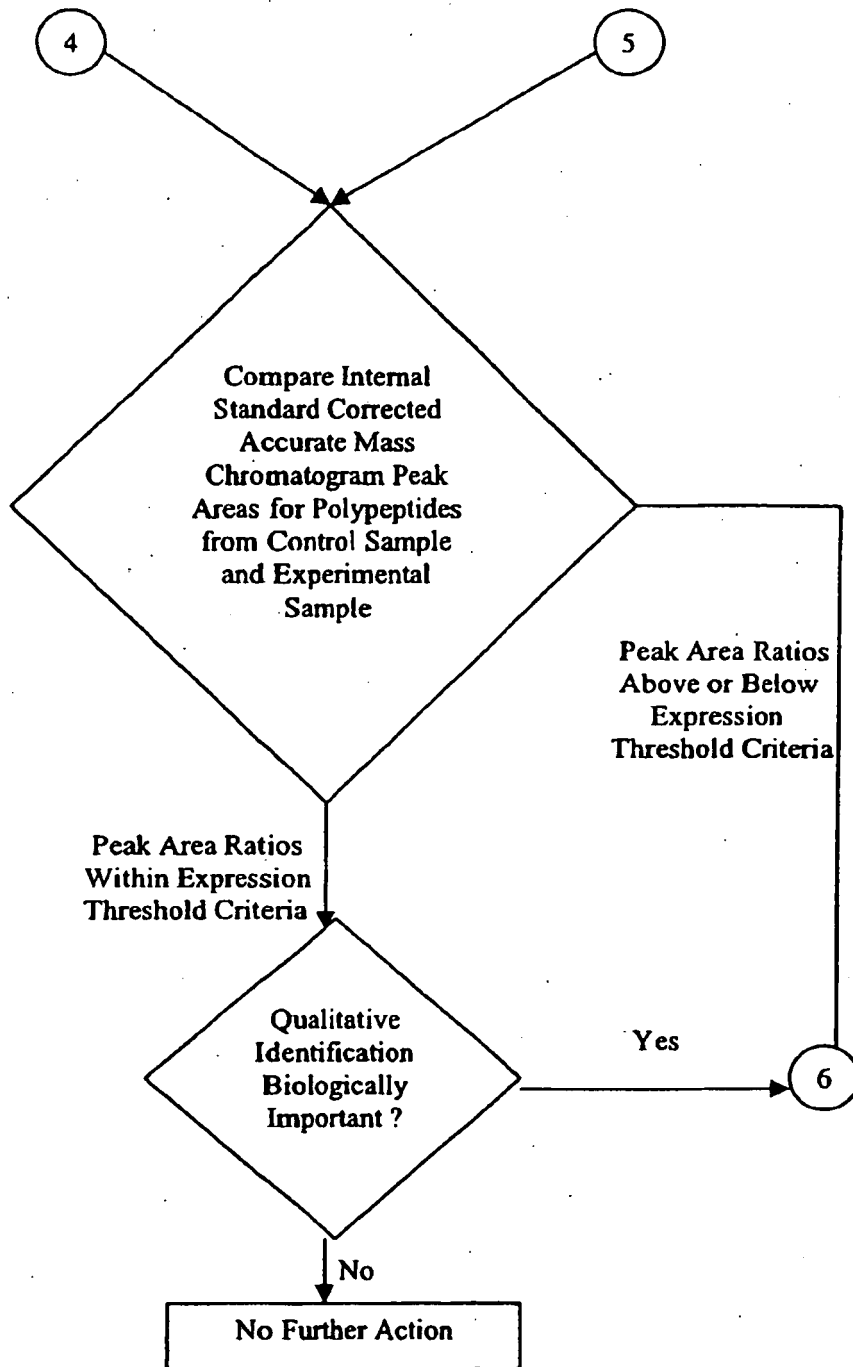 4
5
Compare Internal
Standard Corrected
Accurate Mass
Chromatogram Peak
Areas for Polypeptides
from Control Sample
and Experimental
Sample
Peak Area Ratios
Above or Below
Expression
Threshold Criteria
Peak Area Ratios
Within Expression
Threshold Criteria
Qualitative
Identification
Biologically
Important ?
Yes
6
No
No Further Action